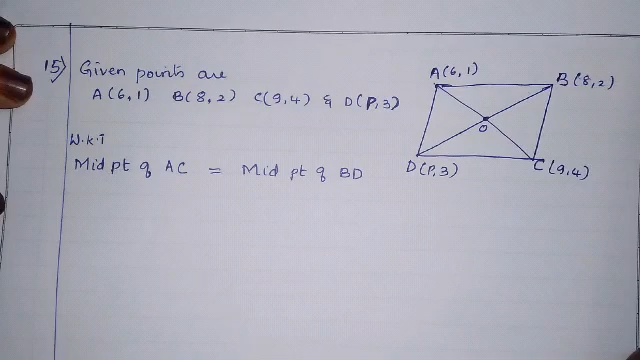 15) Given points are
A(6,1) B(8,2) C(9,4) & D(P,3)
W.K.T
Mid pt of AC = Mid pt of BD
A(6,1)
B(8,2)
O
D(P,3)
C(9,4)